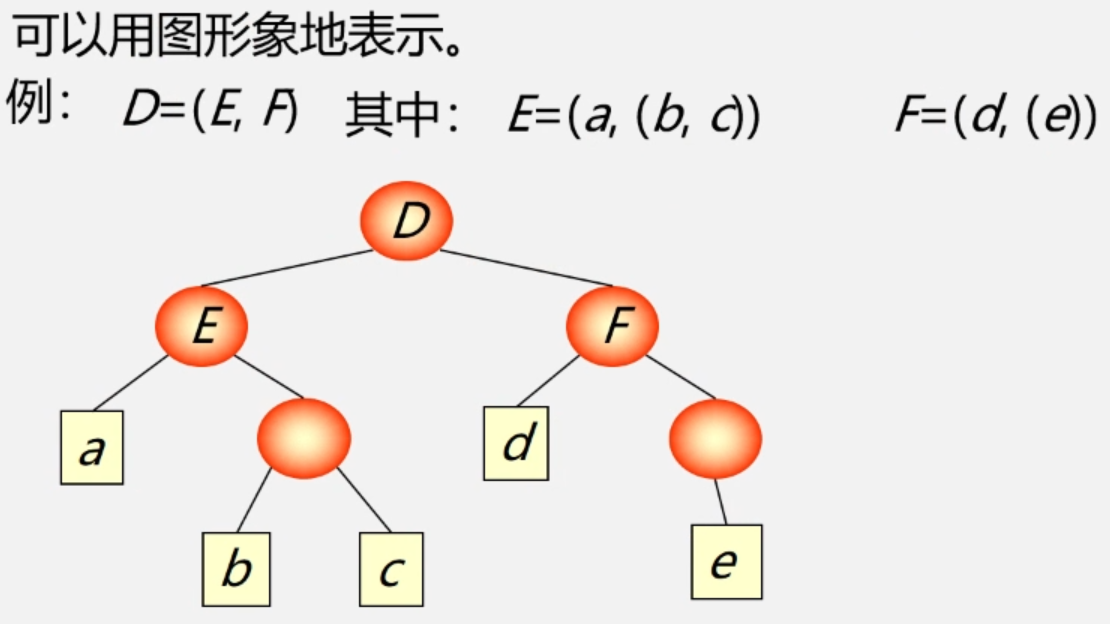 可以用图形象地表示。
例： D=(E, F) 其中： E=(a, (b, c)) F=(d, (e))
D
E F
a d
b c e